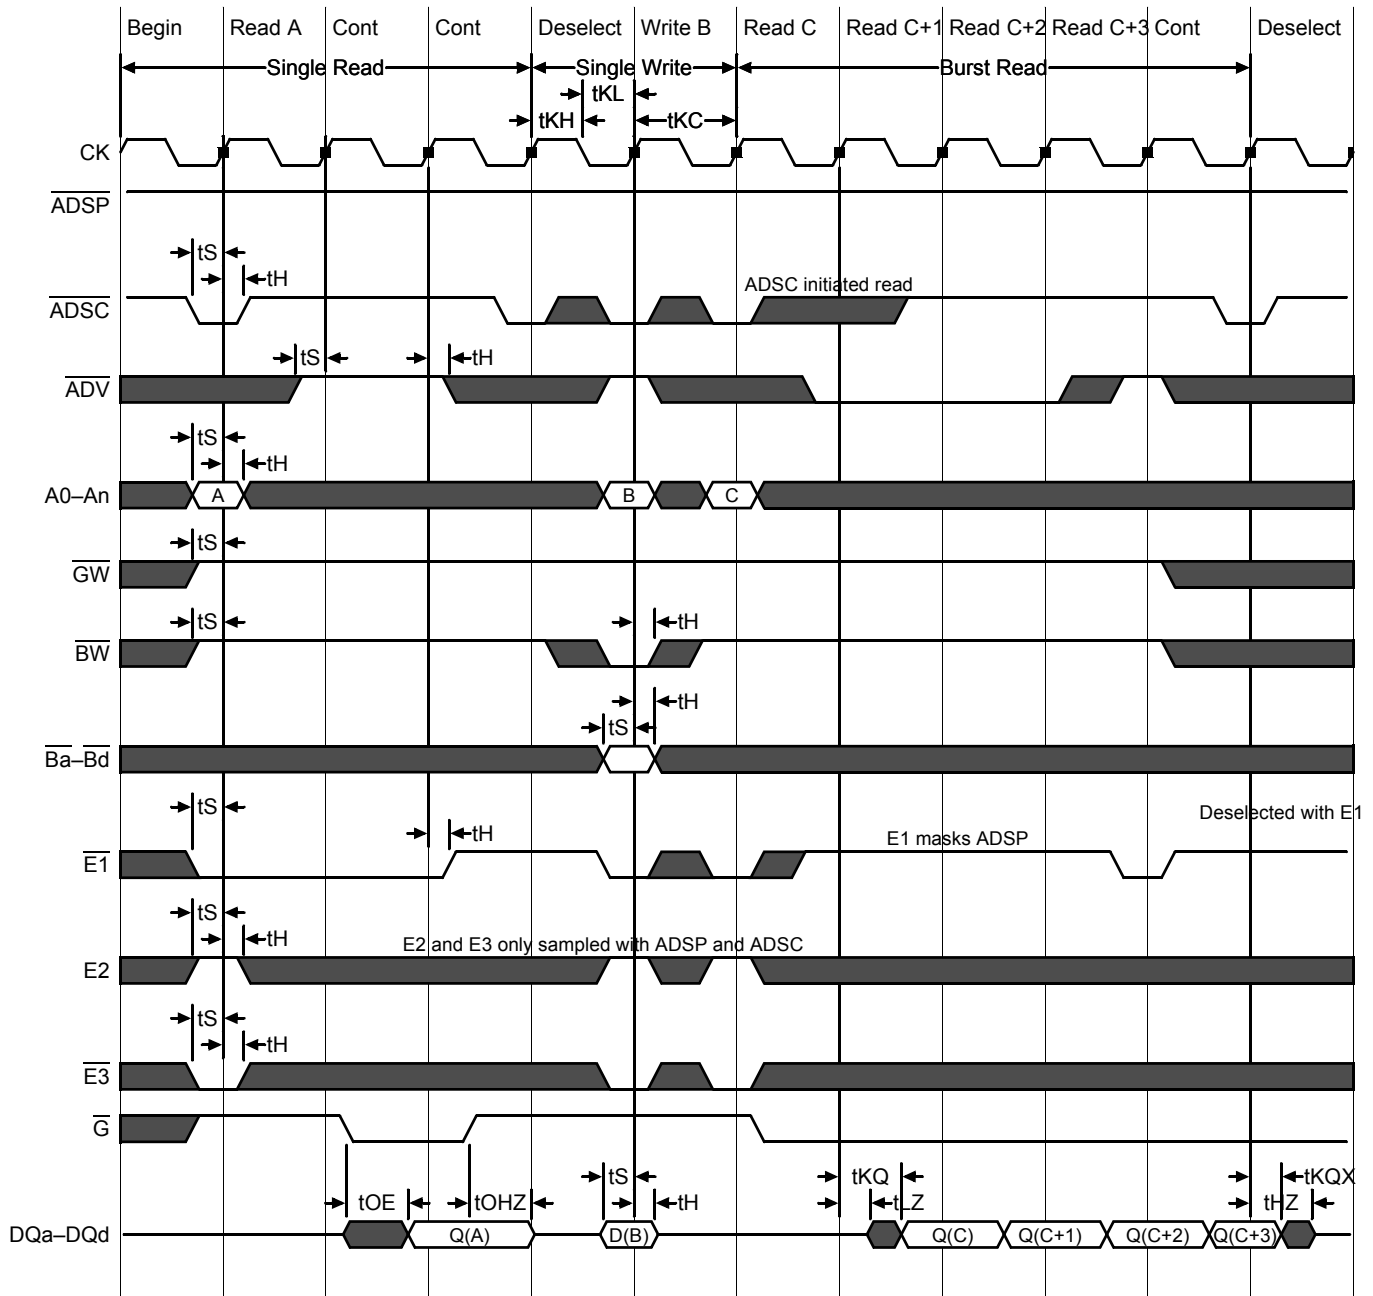 Begin Read A Cont Cont Deselect Write B Read C Read C+1 Read C+2 Read C+3 Cont Deselect
Single Read Single Write Burst Read
tKL
tKH tKC
CK
ADSP
tS
tH
ADSC initiated read
ADSC
tS tH
ADV
tS
tH
A0–An A B C
tS
GW
tS tH
BW
tH
tS
Ba–Bd
tS
Deselected with E1
tH
E1 masks ADSP
E1
tS
tH
E2 and E3 only sampled with ADSP and ADSC
E2
tS
tH
E3
G
tS tKQ tKQX
tOE tOHZ tH tLZ tHZ
DQa–DQd Q(A) D(B) Q(C) Q(C+1) Q(C+2) Q(C+3)